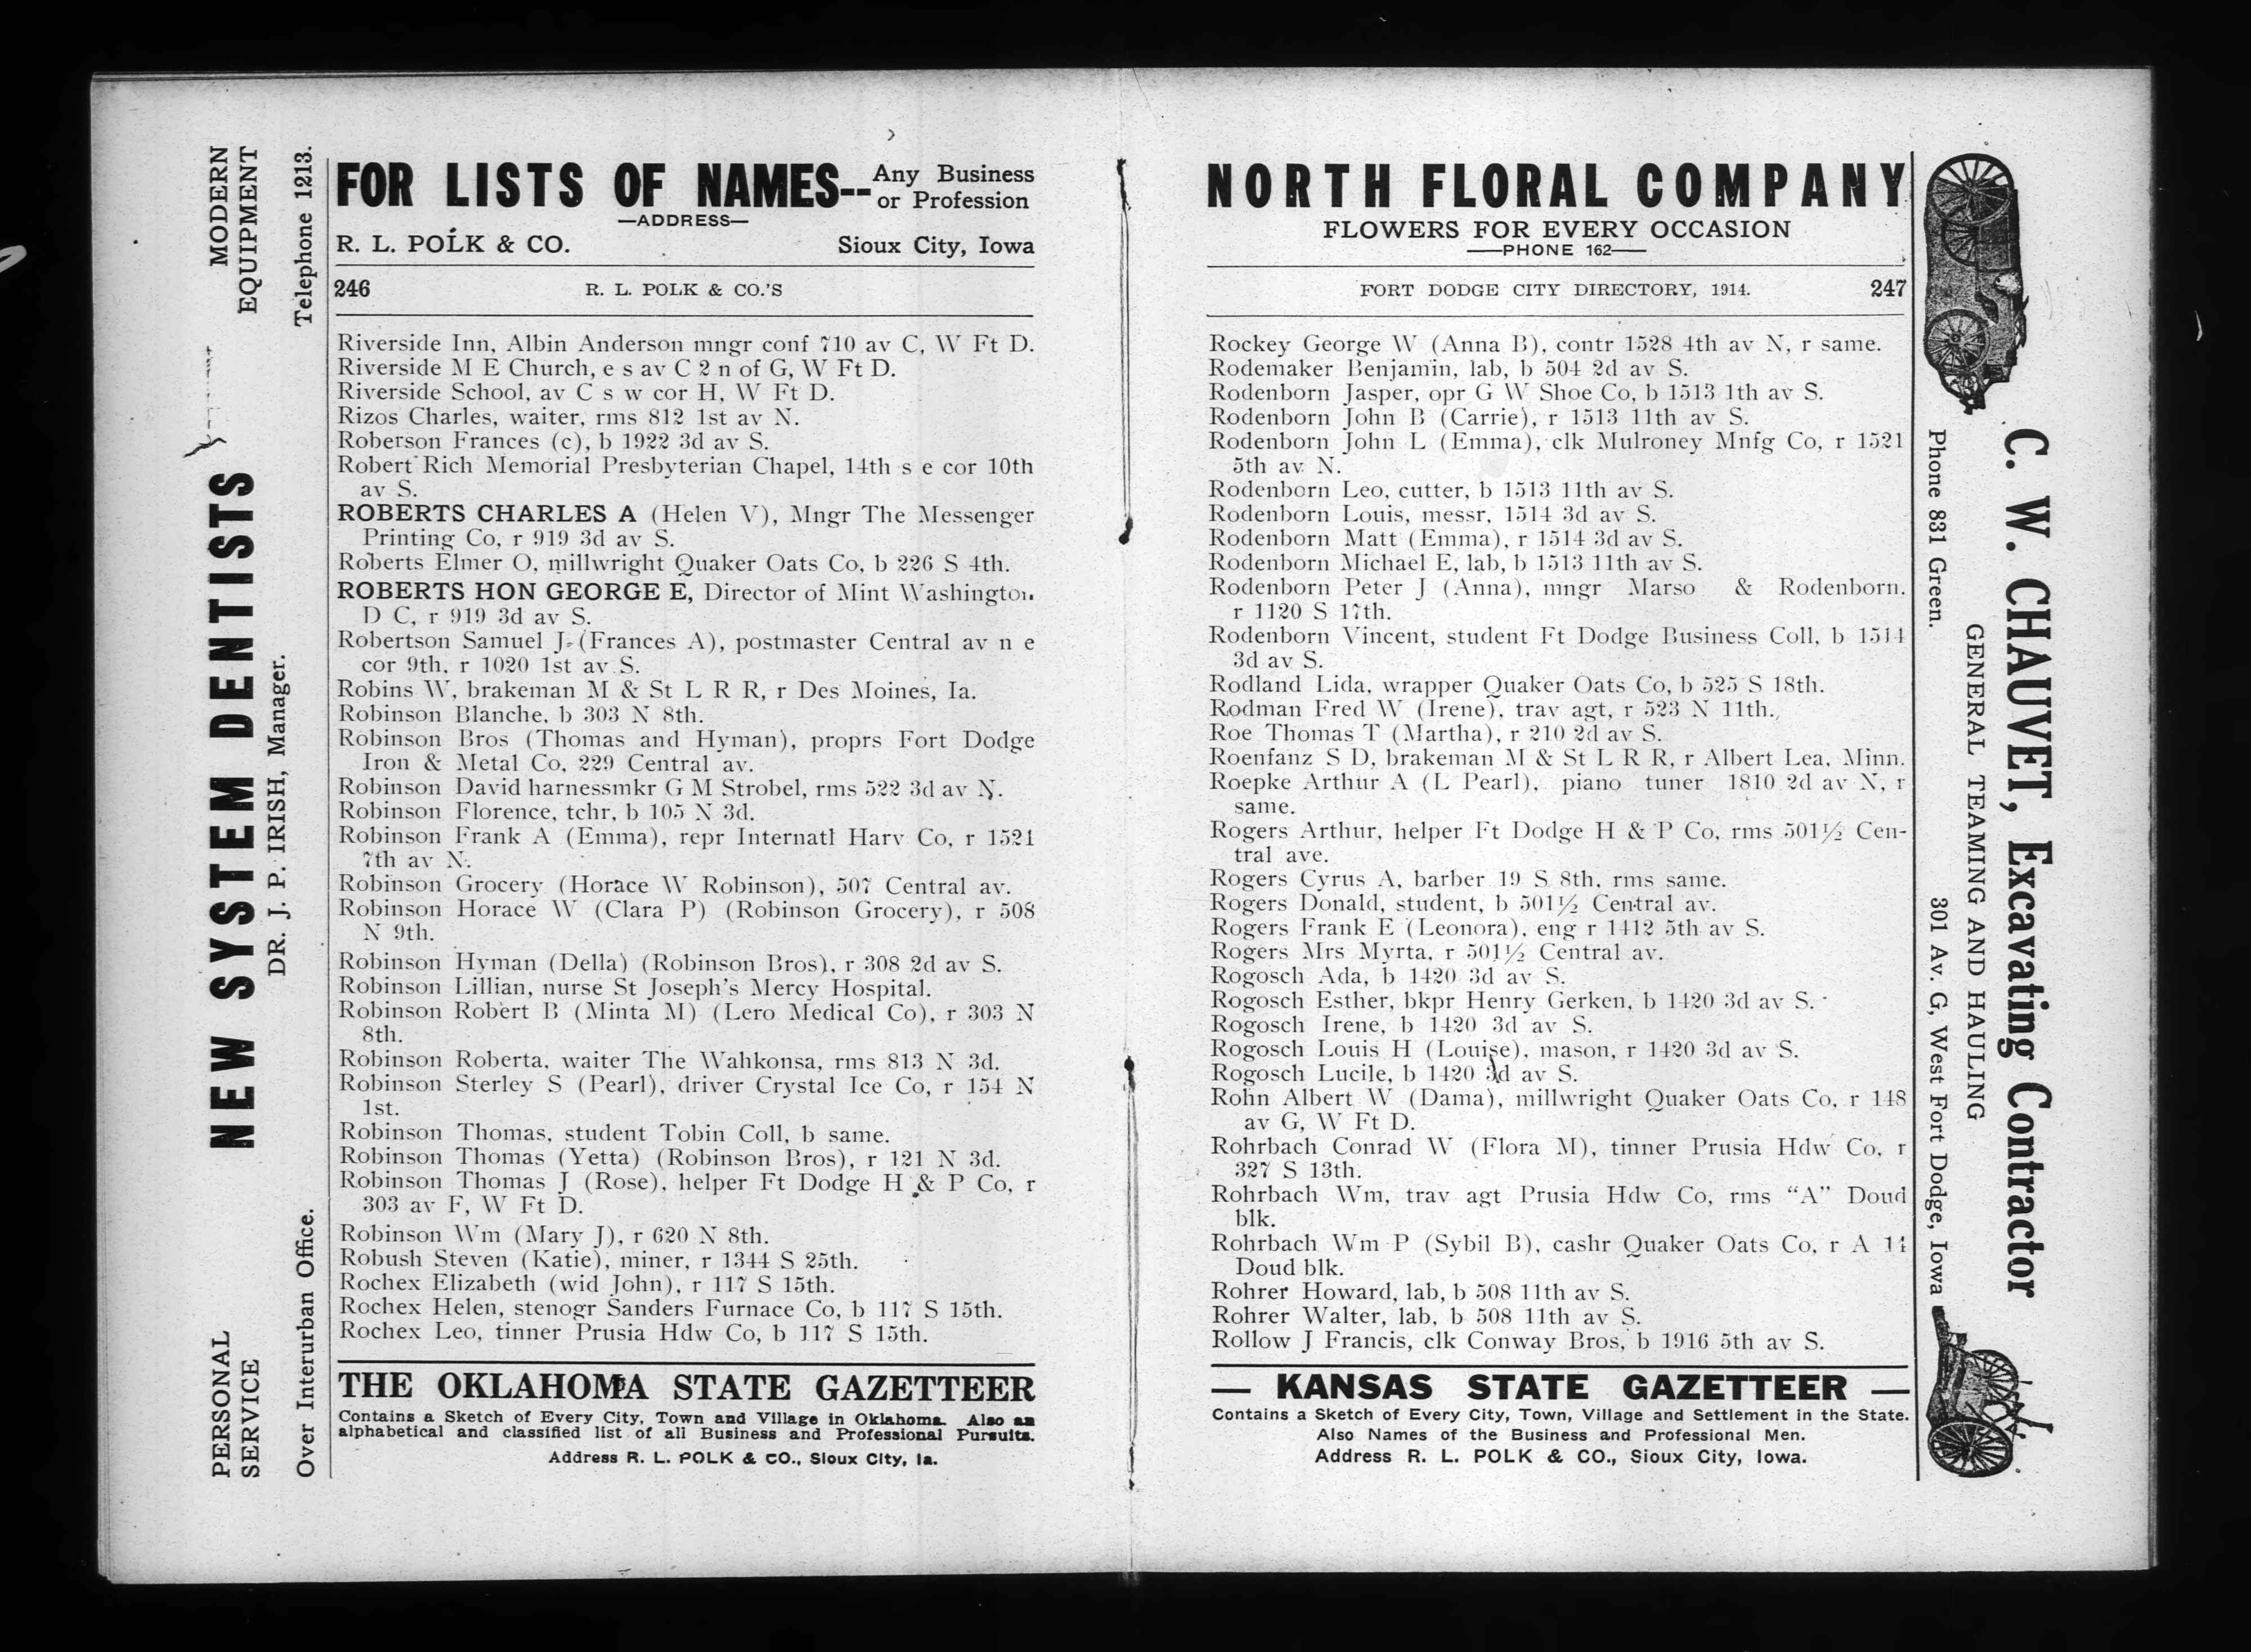 MODERN
EQUIPMENT
Telephone 1213.
NEW SYSTEM DENTISTS
DR. J. P. IRISH, Manager.
PERSONAL
SERVICE
Over Interurban Office.
FOR LISTS OF NAMES--Any Business
or Profession
—ADDRESS—
R. L. POLK & CO. Sioux City, Iowa
246 R. L. POLK & CO.'S
Riverside Inn, Albin Anderson mngr conf 710 av C, W Ft D.
Riverside M E Church, e s av C 2 n of G, W Ft D.
Riverside School, av C s w cor H, W Ft D.
Rizos Charles, waiter, rms 812 1st av N.
Roberson Frances (c), b 1922 3d av S.
Robert Rich Memorial Presbyterian Chapel, 14th s e cor 10th
av S.
ROBERTS CHARLES A (Helen V), Mngr The Messenger
Printing Co, r 919 3d av S.
Roberts Elmer O, millwright Quaker Oats Co, b 226 S 4th.
ROBERTS HON GEORGE E, Director of Mint Washington.
D C, r 919 3d av S.
Robertson Samuel J (Frances A), postmaster Central av n e
cor 9th, r 1020 1st av S.
Robins W, brakeman M & St L R R, r Des Moines, Ia.
Robinson Blanche, b 303 N 8th.
Robinson Bros (Thomas and Hyman), proprs Fort Dodge
Iron & Metal Co, 229 Central av.
Robinson David harnessmkr G M Strobel, rms 522 3d av N.
Robinson Florence, tchr, b 105 N 3d.
Robinson Frank A (Emma), repr Internatl Harv Co, r 1521
7th av N.
Robinson Grocery (Horace W Robinson), 507 Central av.
Robinson Horace W (Clara P) (Robinson Grocery), r 508
N 9th.
Robinson Hyman (Della) (Robinson Bros), r 308 2d av S.
Robinson Lillian, nurse St Joseph's Mercy Hospital.
Robinson Robert B (Minta M) (Lero Medical Co), r 303 N
8th.
Robinson Roberta, waiter The Wahkonsa, rms 813 N 3d.
Robinson Sterley S (Pearl), driver Crystal Ice Co, r 154 N
1st.
Robinson Thomas, student Tobin Coll, b same.
Robinson Thomas (Yetta) (Robinson Bros), r 121 N 3d.
Robinson Thomas J (Rose), helper Ft Dodge H & P Co, r
303 av F, W Ft D.
Robinson Wm (Mary J), r 620 N 8th.
Robush Steven (Katie), miner, r 1344 S 25th.
Rochex Elizabeth (wid John), r 117 S 15th.
Rochex Helen, stenogr Sanders Furnace Co, b 117 S 15th.
Rochex Leo, tinner Prusia Hdw Co, b 117 S 15th.
THE OKLAHOMA STATE GAZETTEER
Contains a Sketch of Every City, Town and Village in Oklahoma. Also an
alphabetical and classified list of all Business and Professional Pursuits.
Address R. L. POLK & CO., Sioux City, Ia.
NORTH FLORAL COMPANY
FLOWERS FOR EVERY OCCASION
—PHONE 162—
FORT DODGE CITY DIRECTORY, 1914. 247
Rockey George W (Anna B), contr 1528 4th av N, r same.
Rodemaker Benjamin, lab, b 504 2d av S.
Rodenborn Jasper, opr G W Shoe Co, b 1513 1th av S.
Rodenborn John B (Carrie), r 1513 11th av S.
Rodenborn John L (Emma), clk Mulroney Mnfg Co, r 1521
5th av N.
Rodenborn Leo, cutter, b 1513 11th av S.
Rodenborn Louis, messr, 1514 3d av S.
Rodenborn Matt (Emma), r 1514 3d av S.
Rodenborn Michael E, lab, b 1513 11th av S.
Rodenborn Peter J (Anna), mngr Marso & Rodenborn.
r 1120 S 17th.
Rodenborn Vincent, student Ft Dodge Business Coll, b 1514
3d av S.
Rodland Lida, wrapper Quaker Oats Co, b 525 S 18th.
Rodman Fred W (Irene), trav agt, r 523 N 11th.
Roe Thomas T (Martha), r 210 2d av S.
Roenfanz S D, brakeman M & St L R R, r Albert Lea, Minn.
Roepke Arthur A (L Pearl), piano tuner 1810 2d av N, r
same.
Rogers Arthur, helper Ft Dodge H & P Co, rms 501½ Cen-
tral ave.
Rogers Cyrus A, barber 19 S 8th, rms same.
Rogers Donald, student, b 501½ Central av.
Rogers Frank E (Leonora), eng r 1412 5th av S.
Rogers Mrs Myrta, r 501½ Central av.
Rogosch Ada, b 1420 3d av S.
Rogosch Esther, bkpr Henry Gerken, b 1420 3d av S.
Rogosch Irene, b 1420 3d av S.
Rogosch Louis H (Louise), mason, r 1420 3d av S.
Rogosch Lucile, b 1420 3d av S.
Rohn Albert W (Dama), millwright Quaker Oats Co, r 148
av G, W Ft D.
Rohrbach Conrad W (Flora M), tinner Prusia Hdw Co, r
327 S 13th.
Rohrbach Wm, trav agt Prusia Hdw Co, rms "A" Doud
blk.
Rohrbach Wm P (Sybil B), cashr Quaker Oats Co, r A 14
Doud blk.
Rohrer Howard, lab, b 508 11th av S.
Rohrer Walter, lab, b 508 11th av S.
Rollow J Francis, clk Conway Bros, b 1916 5th av S.
— KANSAS STATE GAZETTEER —
Contains a Sketch of Every City, Town, Village and Settlement in the State.
Also Names of the Business and Professional Men.
Address R. L. POLK & CO., Sioux City, Iowa.
C. W. CHAUVET, Excavating Contractor
GENERAL TEAMING AND HAULING
Phone 831 Green. 301 Av. G, West Fort Dodge, Iowa